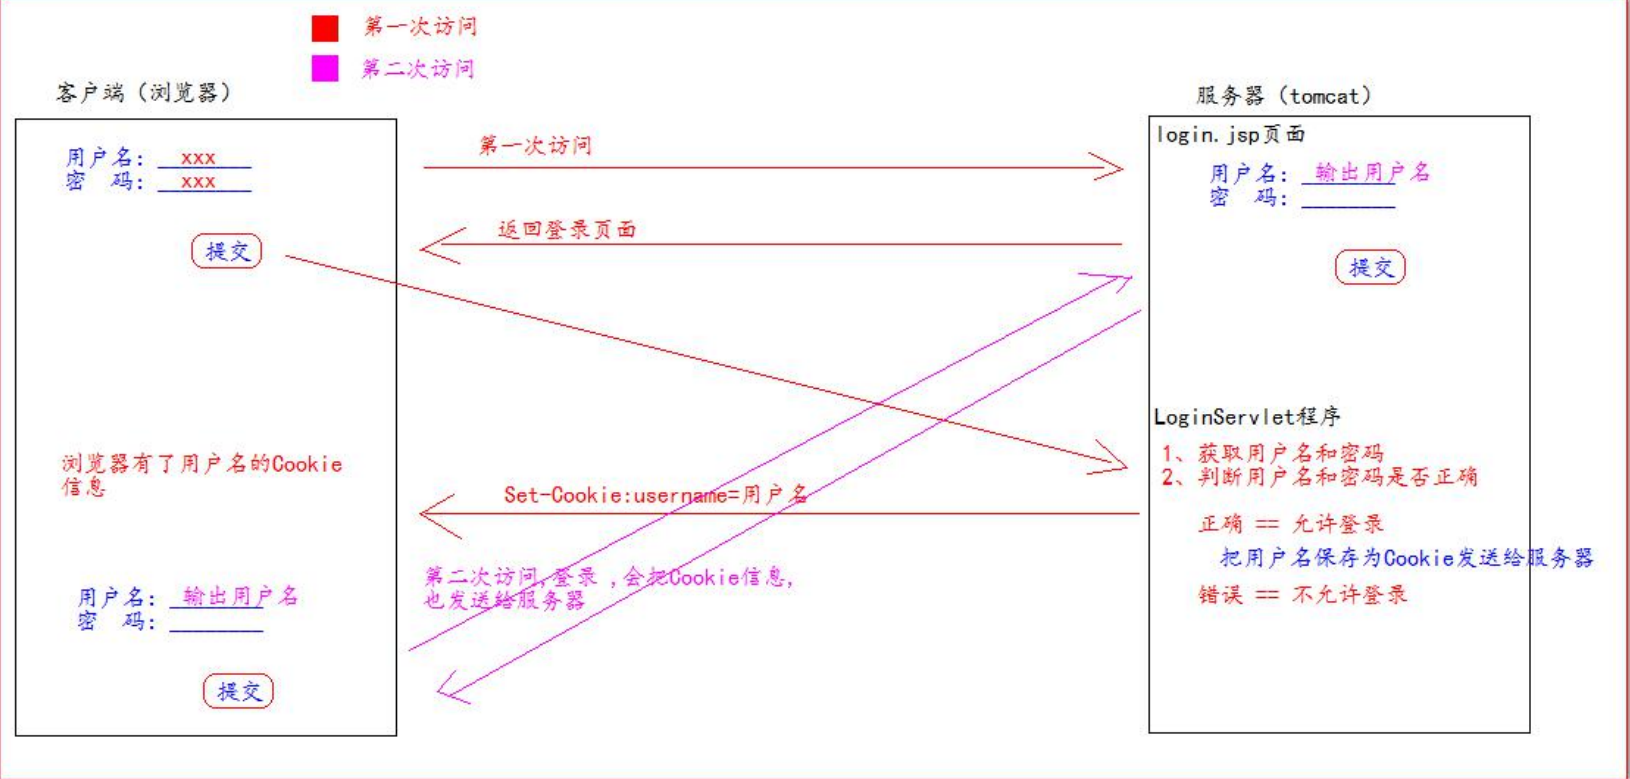 第一次访问
第二次访问
客户端（浏览器）
用户名: xxx
密 码: xxx
提交
浏览器有了用户名的Cookie
信息
用户名: 输出用户名
密 码:
提交
第一次访问
返回登录页面
Set-Cookie:username=用户名
第二次访问,登录 ,会把Cookie信息,
也发送给服务器
服务器（tomcat）
login.jsp页面
用户名: 输出用户名
密 码:
提交
LoginServlet程序
1、获取用户名和密码
2、判断用户名和密码是否正确
正确 == 允许登录
把用户名保存为Cookie发送给服务器
错误 == 不允许登录